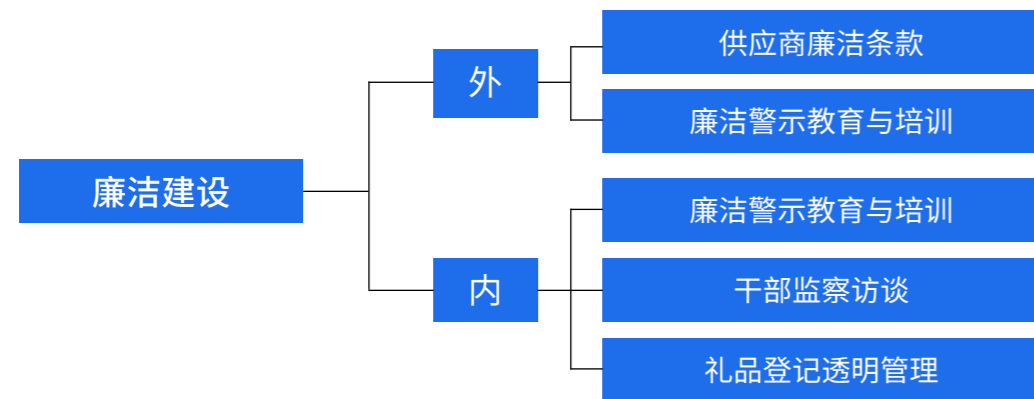 廉洁建设
外
供应商廉洁条款
廉洁警示教育与培训
内
廉洁警示教育与培训
干部监察访谈
礼品登记透明管理